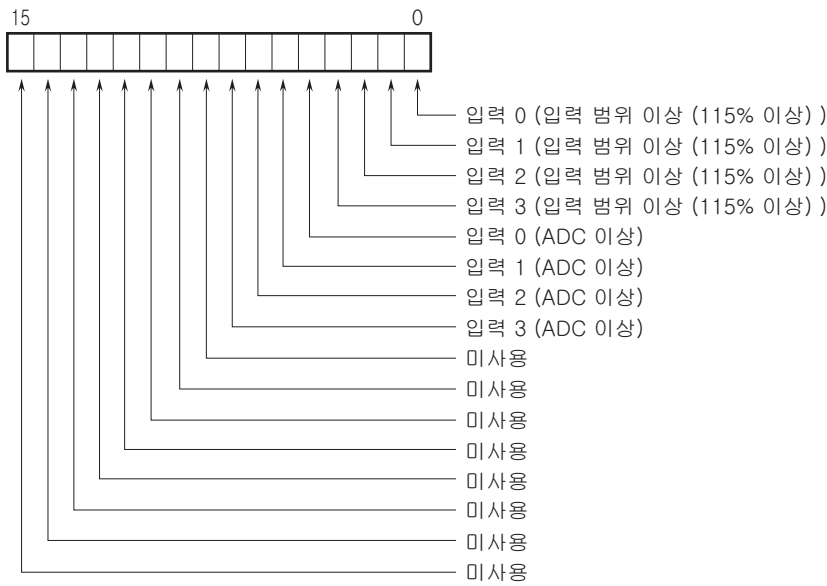 15 0
입력 0 (입력 범위 이상 (115% 이상) )
입력 1 (입력 범위 이상 (115% 이상) )
입력 2 (입력 범위 이상 (115% 이상) )
입력 3 (입력 범위 이상 (115% 이상) )
입력 0 (ADC 이상)
입력 1 (ADC 이상)
입력 2 (ADC 이상)
입력 3 (ADC 이상)
미사용
미사용
미사용
미사용
미사용
미사용
미사용
미사용